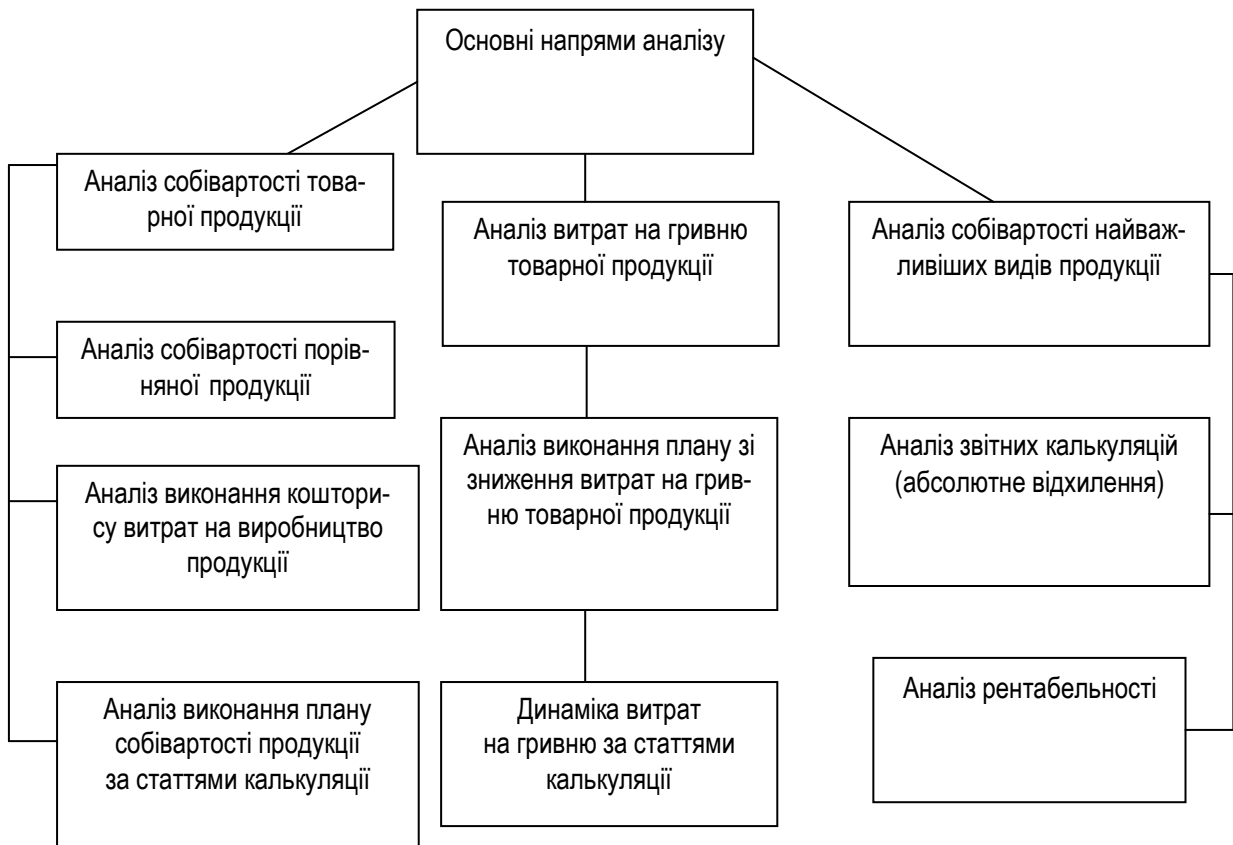 Основні напрями аналізу
Аналіз собівартості това-
рної продукції
Аналіз собівартості порів-
няної продукції
Аналіз виконання коштори-
су витрат на виробництво
продукції
Аналіз виконання плану
собівартості продукції
за статтями калькуляції
Аналіз витрат на гривню
товарної продукції
Аналіз виконання плану зі
зниження витрат на грив-
ню товарної продукції
Динаміка витрат
на гривню за статтями
калькуляції
Аналіз собівартості найваж-
ливіших видів продукції
Аналіз звітних калькуляцій
(абсолютне відхилення)
Аналіз рентабельності